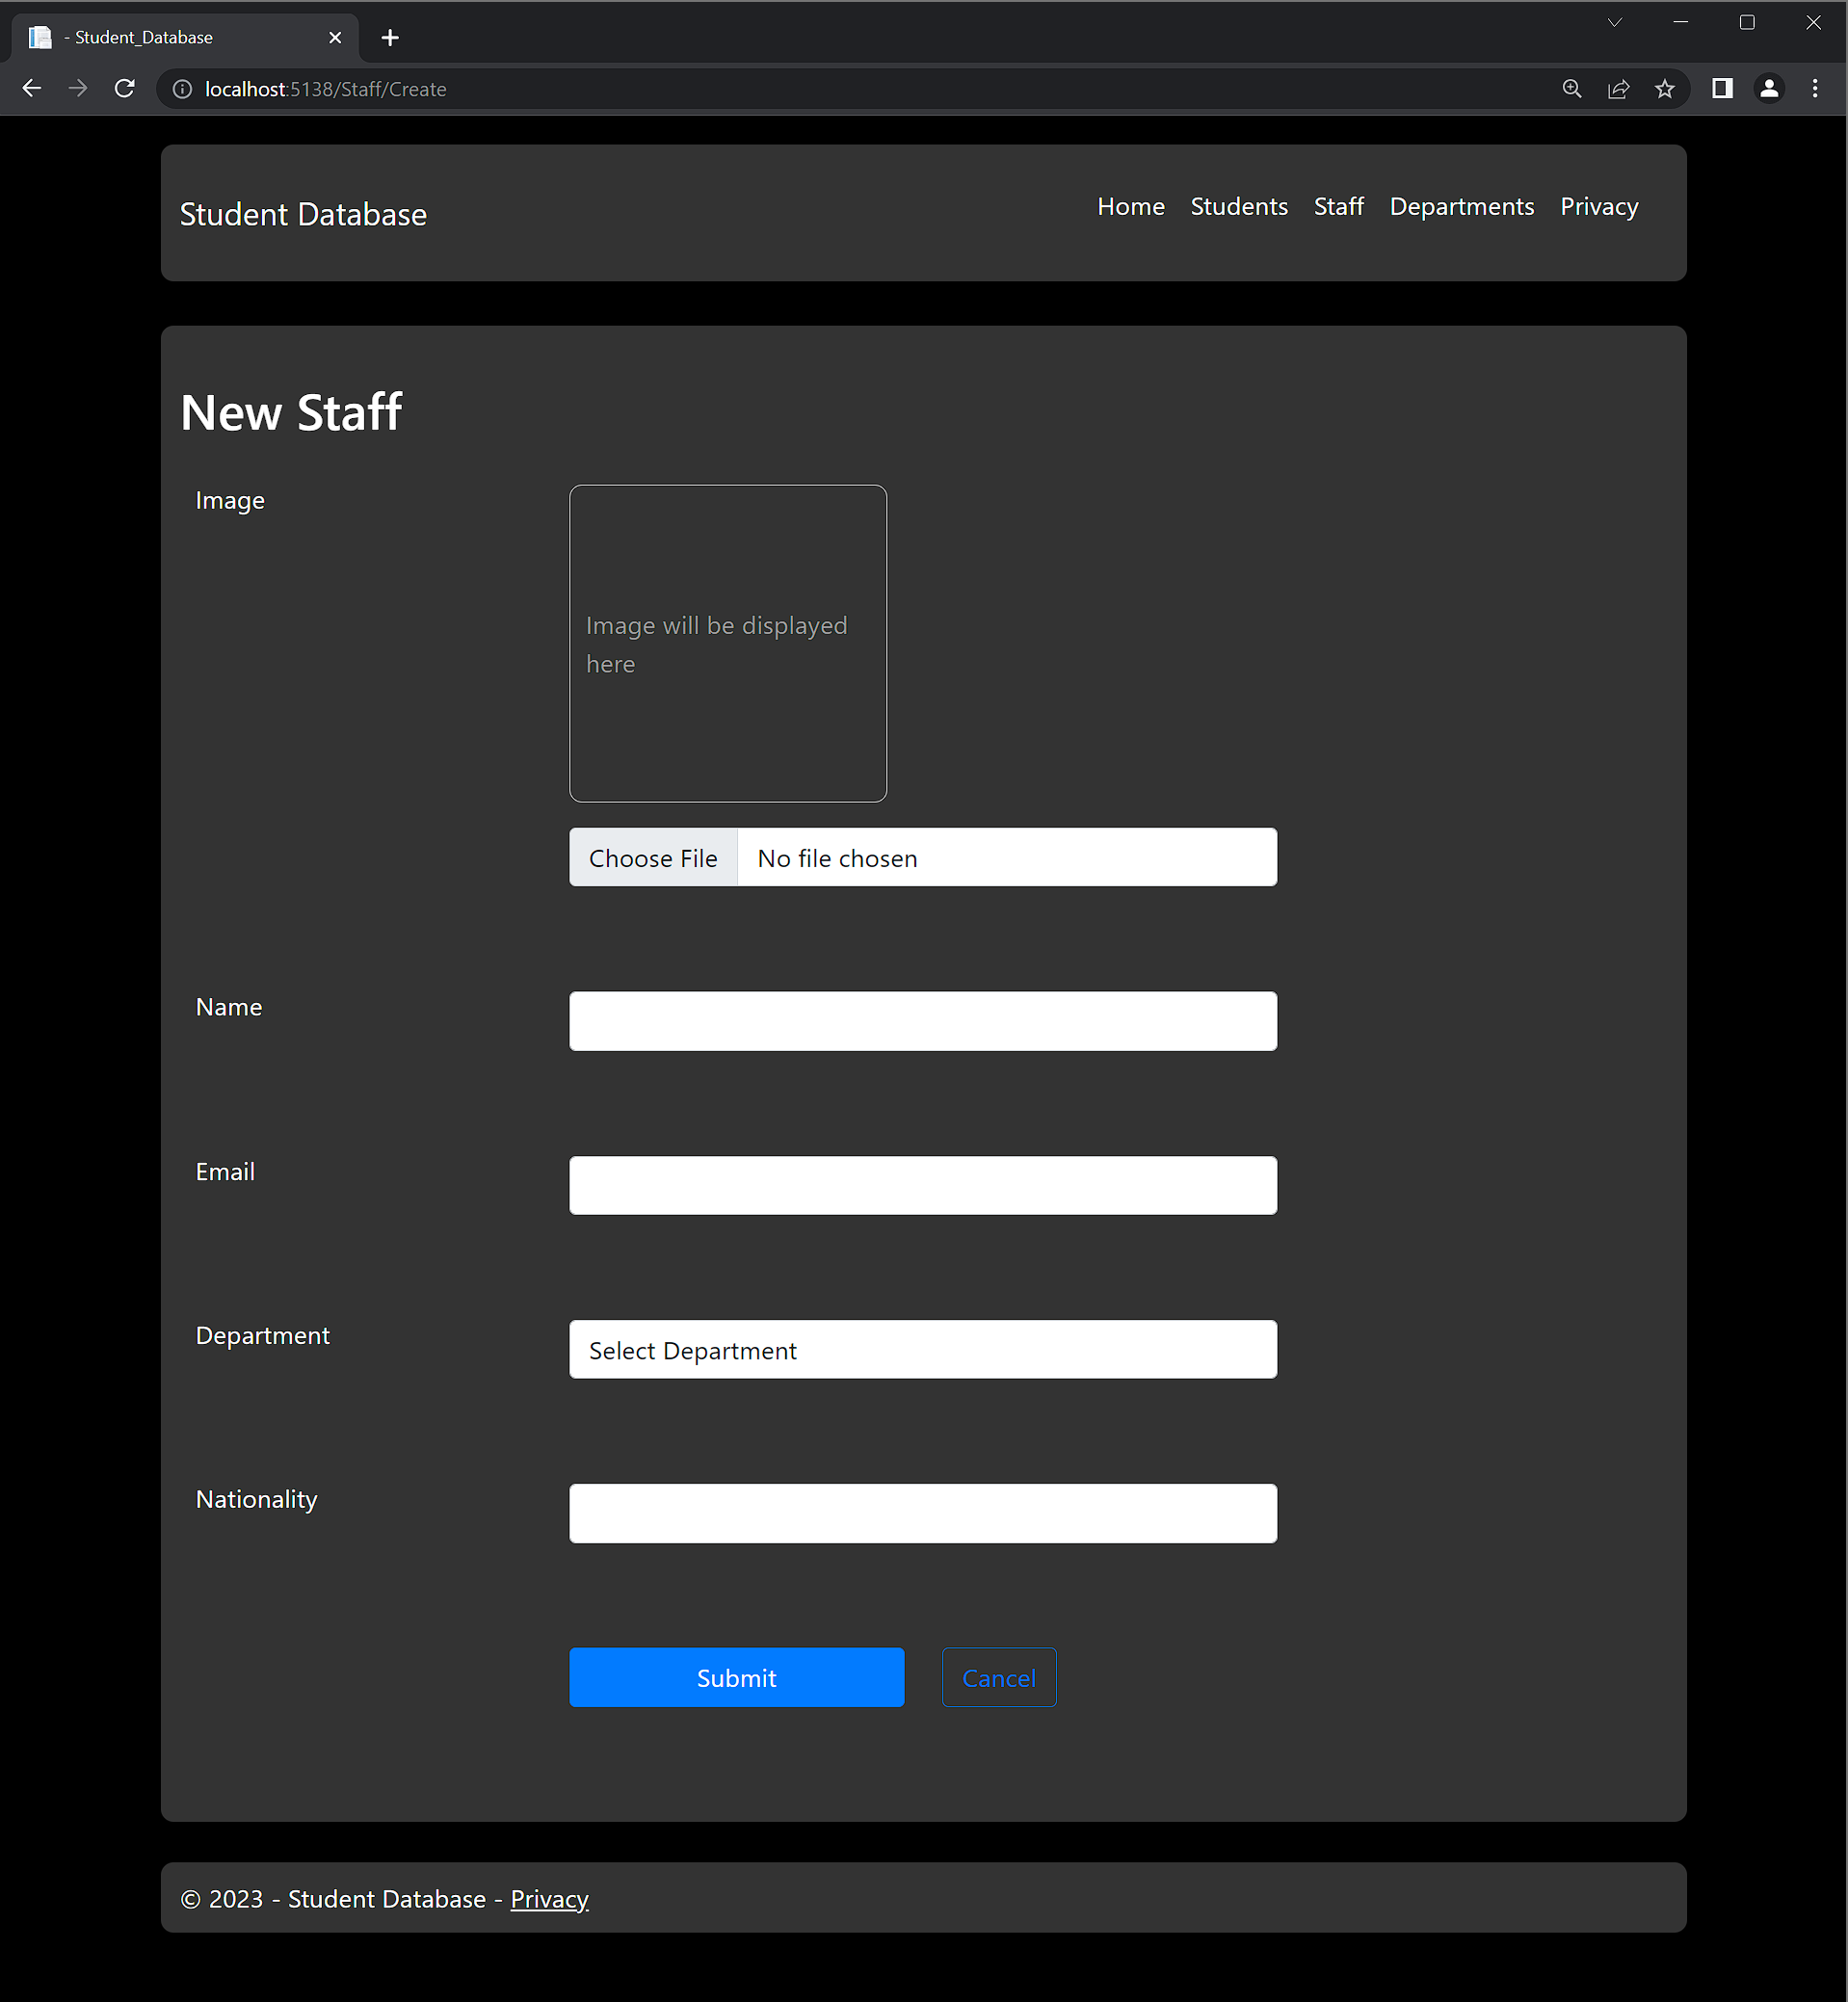 - Student_Database
localhost:5138/Staff/Create
Student Database
Home Students Staff Departments Privacy
New Staff
Image
Image will be displayed
here
Choose File No file chosen
Name
Email
Department
Select Department
Nationality
Submit Cancel
© 2023 - Student Database - Privacy